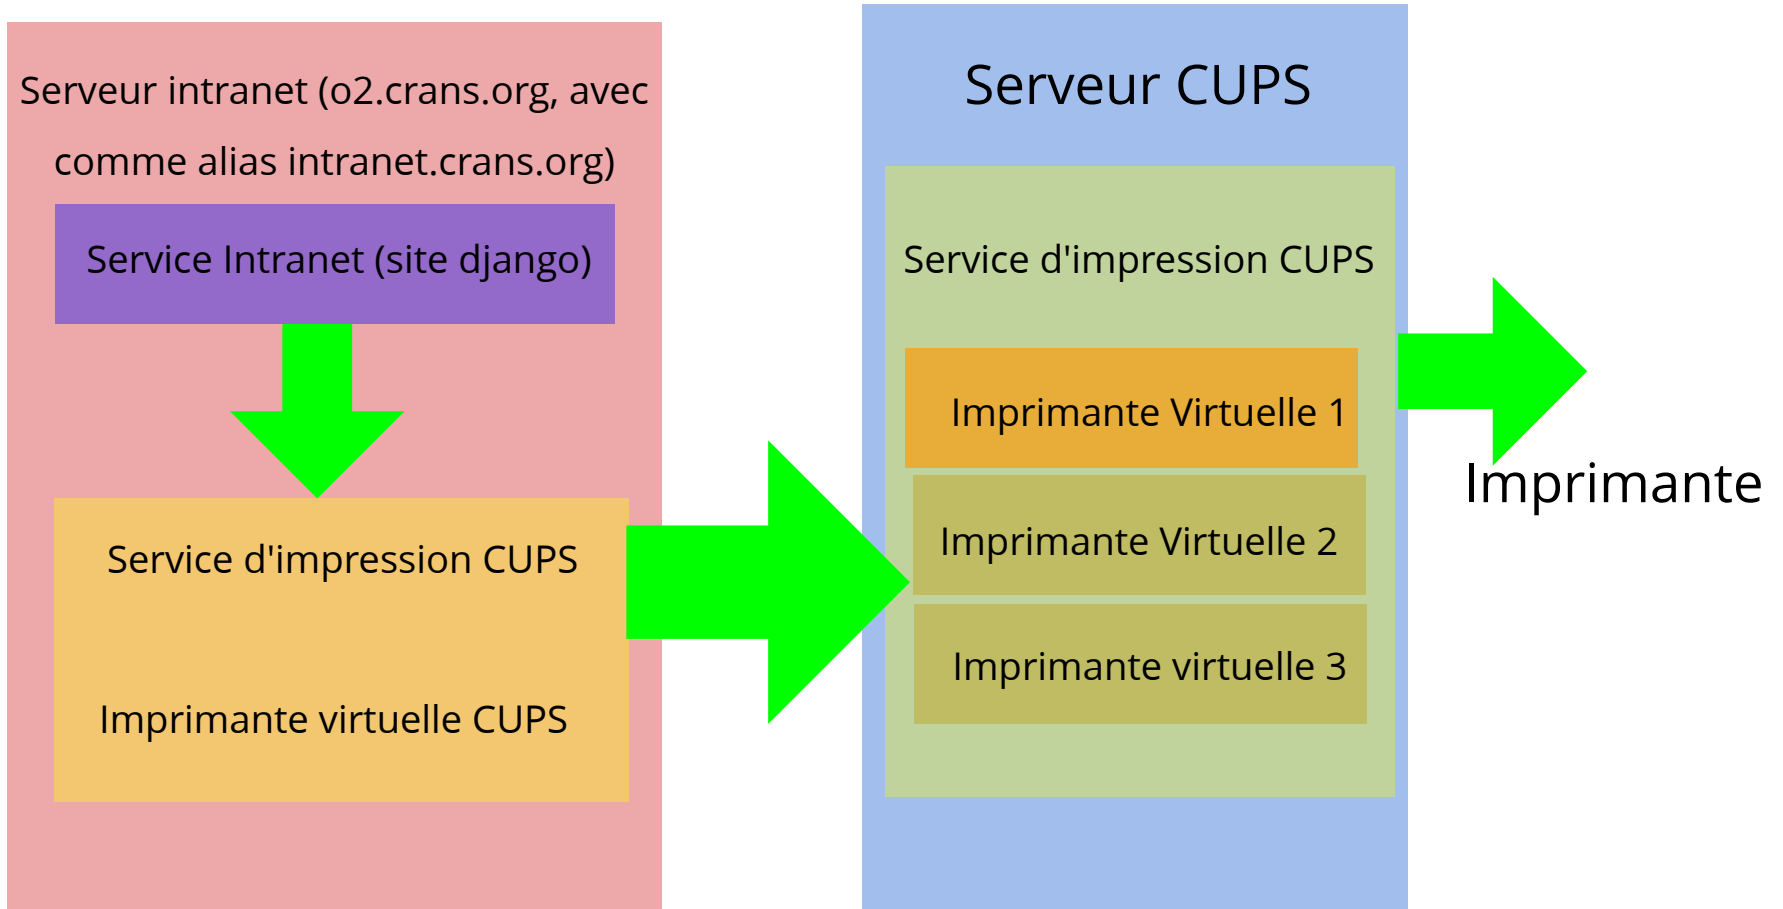 Serveur intranet (o2.crans.org, avec
comme alias intranet.crans.org)
Service Intranet (site django)
Service d'impression CUPS
Imprimante virtuelle CUPS
Serveur CUPS
Service d'impression CUPS
Imprimante Virtuelle 1
Imprimante Virtuelle 2
Imprimante virtuelle 3
Imprimante